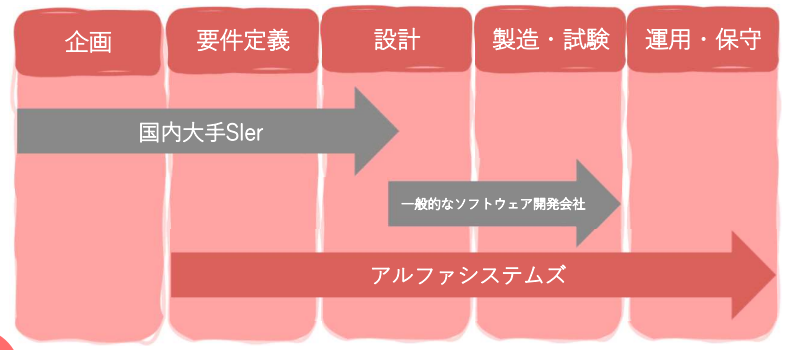 企画
要件定義
設計
製造・試験
運用・保守
国内大手SIer
一般的なソフトウェア開発会社
アルファシステムズ